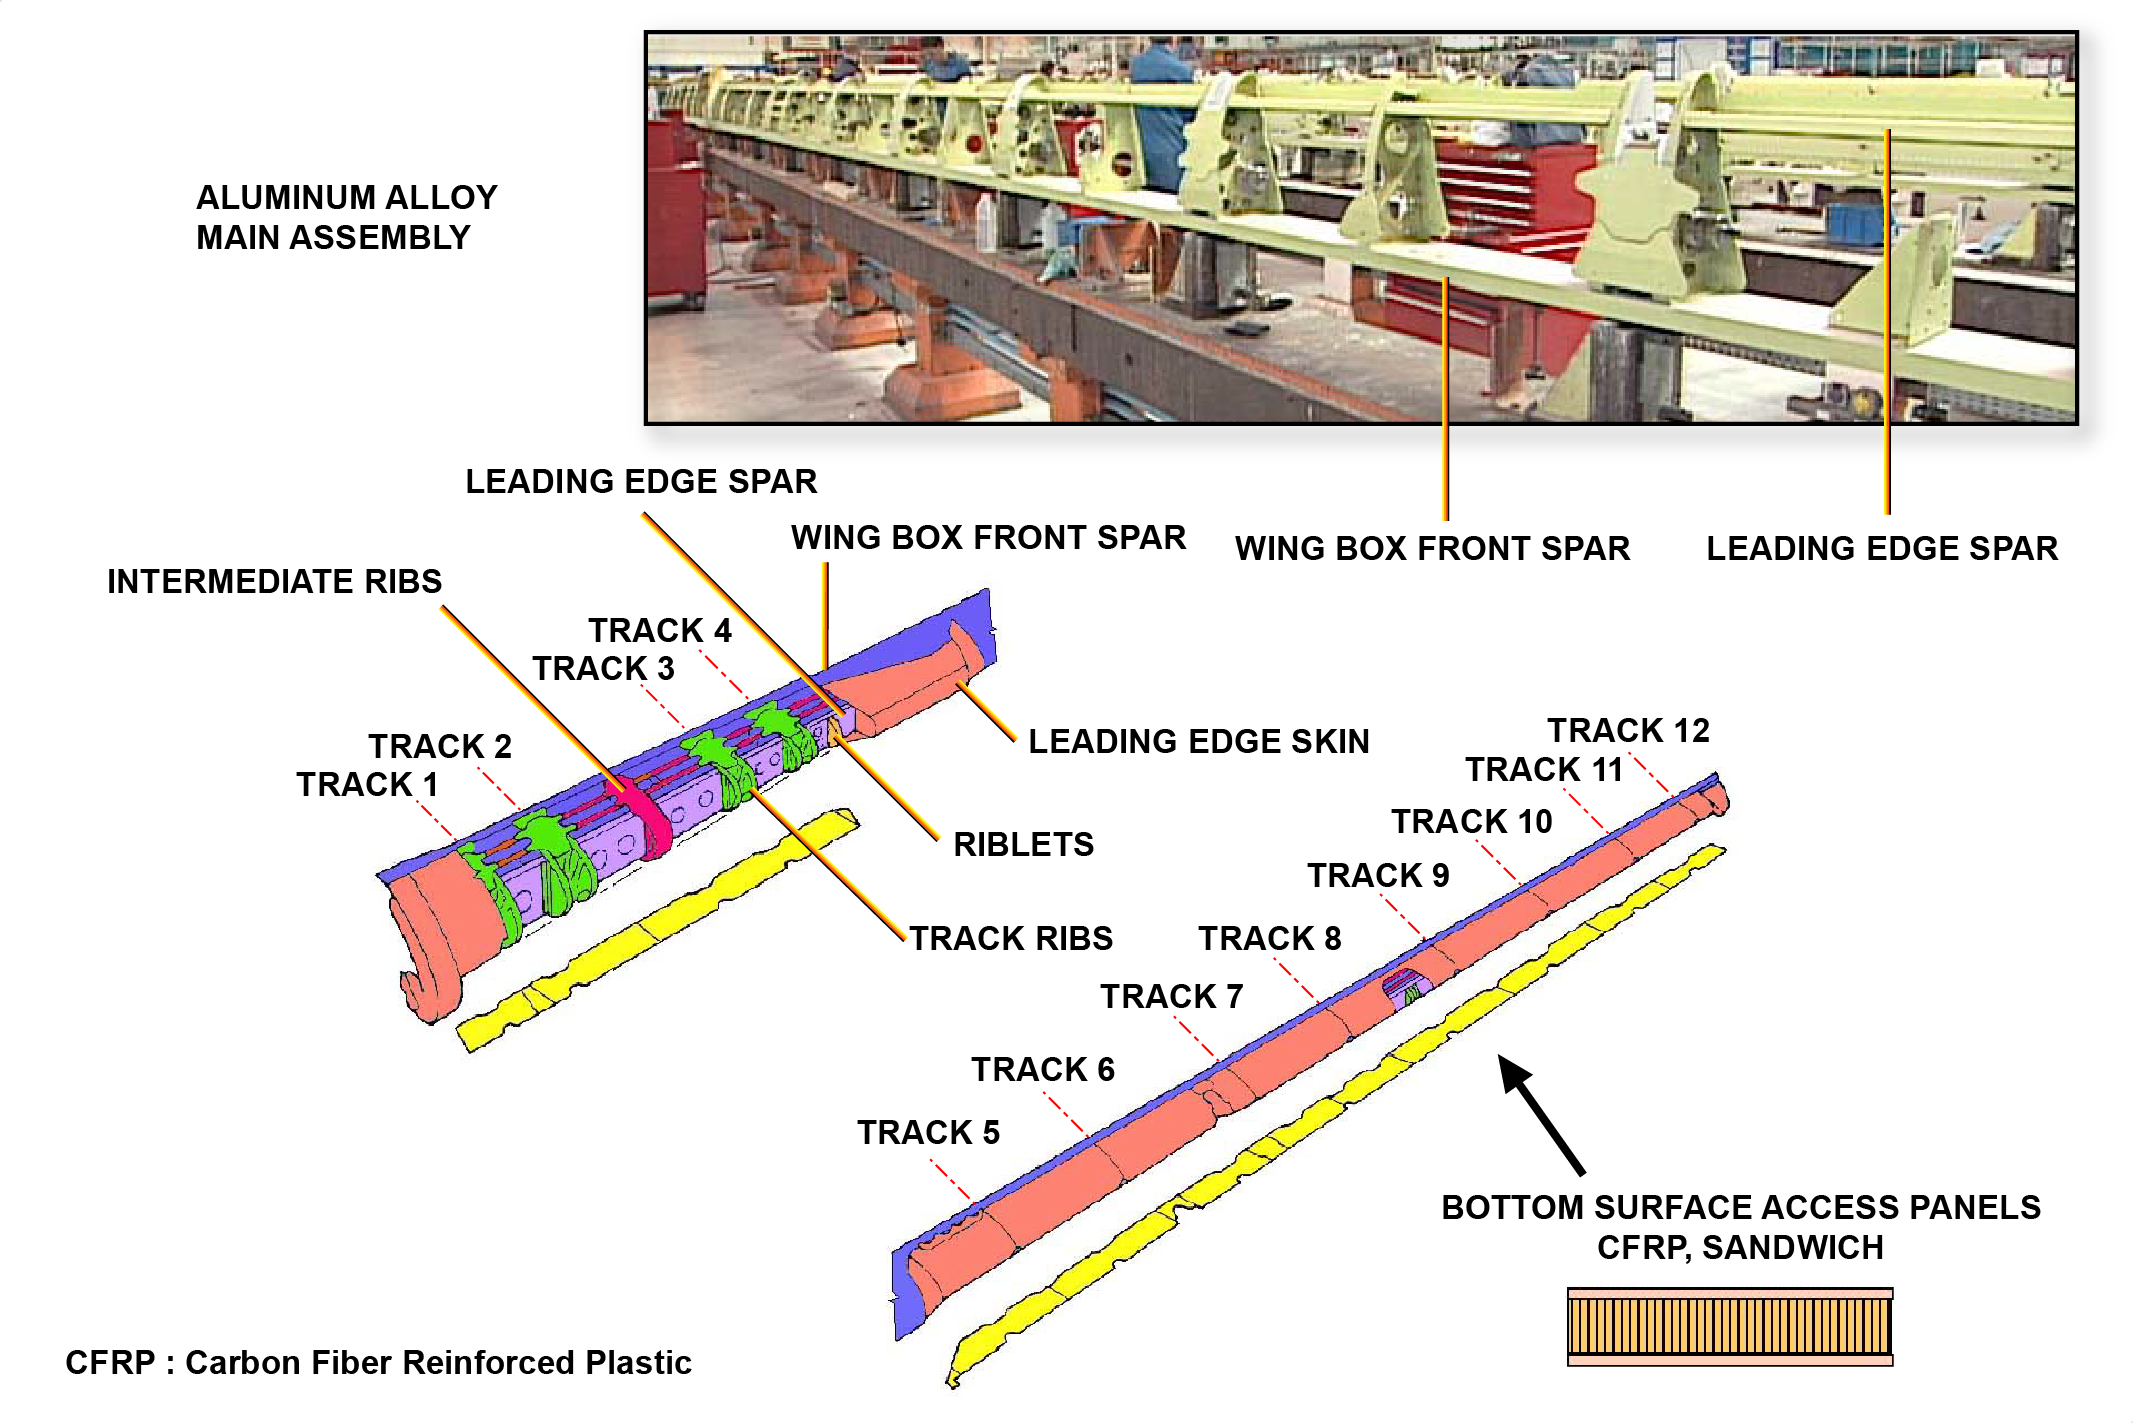 ALUMINUM ALLOY
MAIN ASSEMBLY
LEADING EDGE SPAR
WING BOX FRONT SPAR
WING BOX FRONT SPAR
LEADING EDGE SPAR
INTERMEDIATE RIBS
TRACK 4
TRACK 3
TRACK 2
TRACK 1
LEADING EDGE SKIN
RIBLETS
TRACK RIBS
TRACK 12
TRACK 11
TRACK 10
TRACK 9
TRACK 8
TRACK 7
TRACK 6
TRACK 5
BOTTOM SURFACE ACCESS PANELS
CFRP, SANDWICH
CFRP : Carbon Fiber Reinforced Plastic